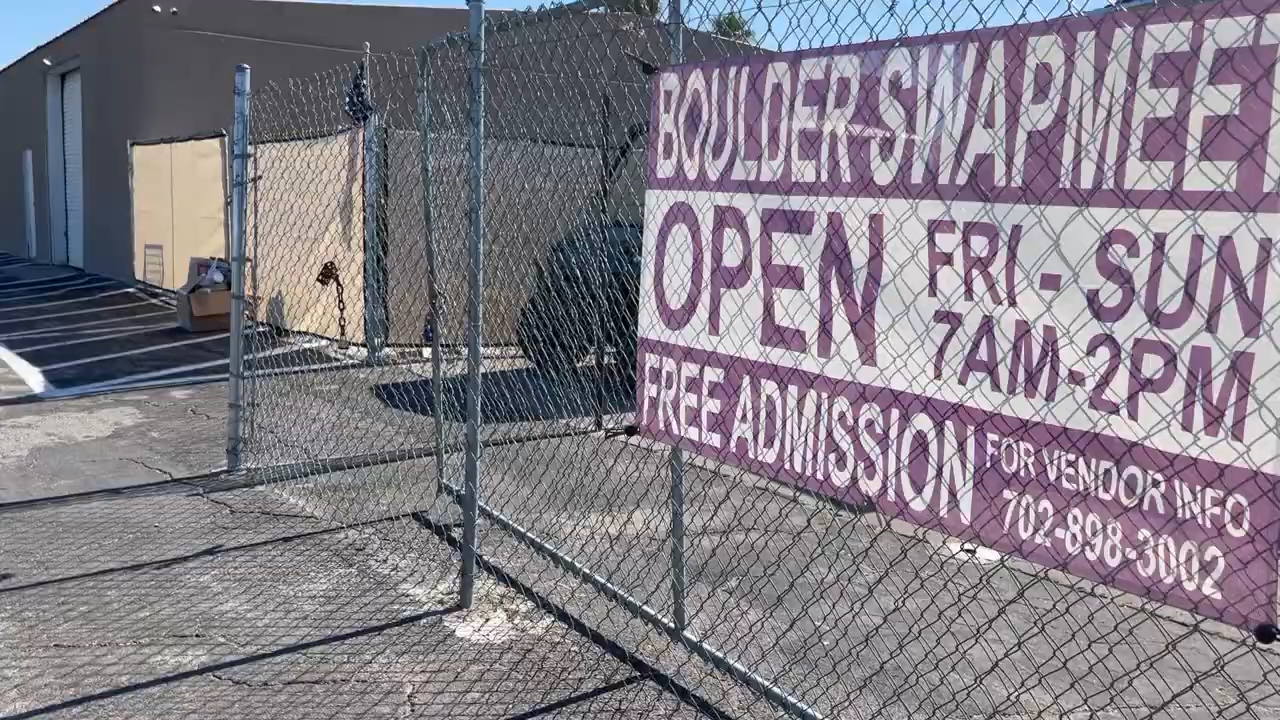 BOULDER SWAPMEET
OPEN FRI - SUN
7AM-2PM
FREE ADMISSION FOR VENDOR INFO
702-898-3002